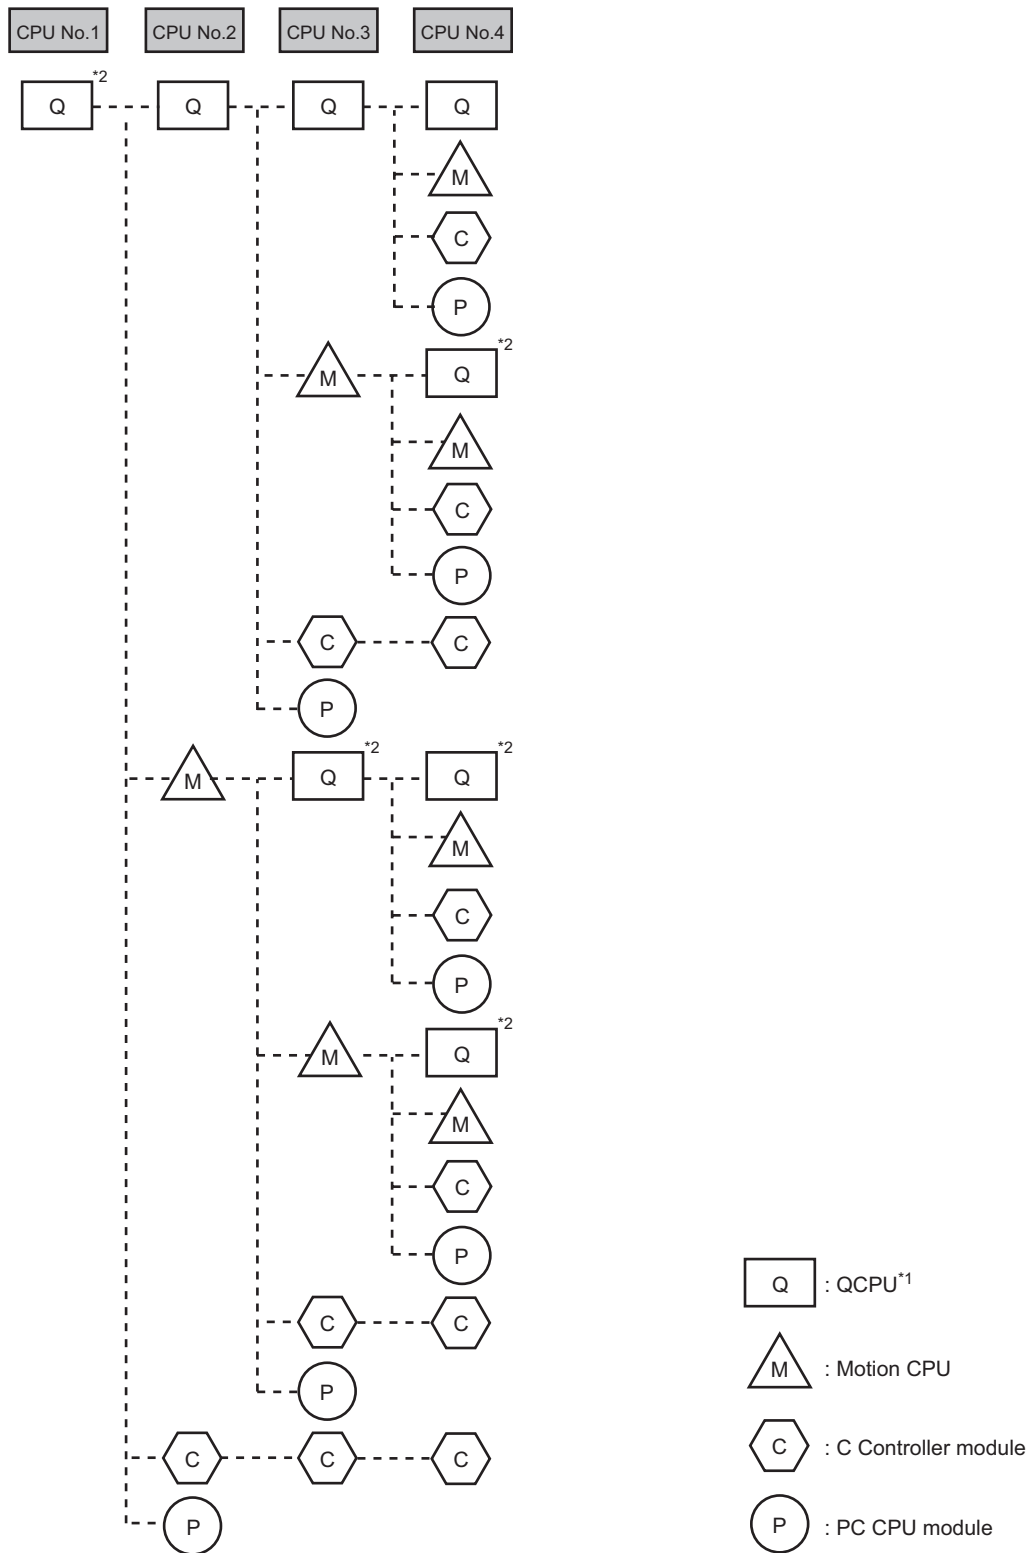 CPU No.1 CPU No.2 CPU No.3 CPU No.4
Q*2 Q Q Q
M
C
P
M Q*2
M
C
P
C C
P
M Q*2 Q*2
M
C
P
M Q*2
M
C
P
C C
P
C C C
P
Q : QCPU*1
M : Motion CPU
C : C Controller module
P : PC CPU module